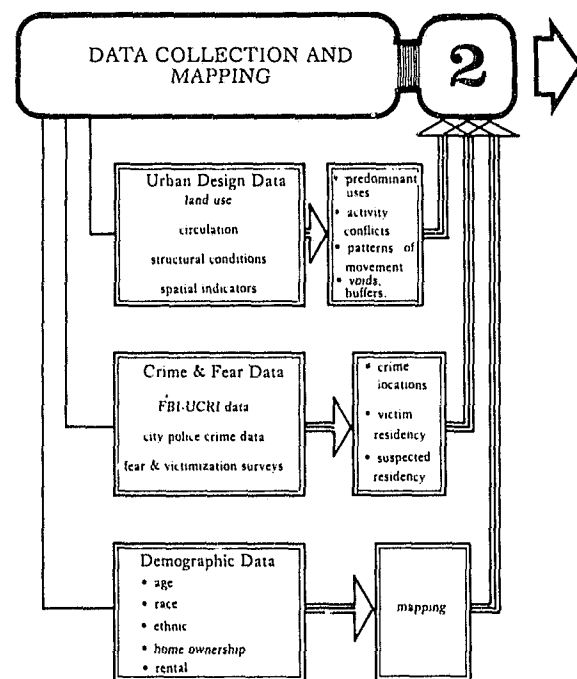 DATA COLLECTION AND
MAPPING
2
Urban Design Data
land use
circulation
structural conditions
spatial indicators
• predominant
uses
• activity
conflicts
• patterns of
movement
• voids,
buffers.
Crime & Fear Data
FBI-UCRI data
city police crime data
fear & victimization surveys
• crime
locations
• victim
residency
• suspected
residency
Demographic Data
• age
• race
• ethnic
• home ownership
• rental
mapping